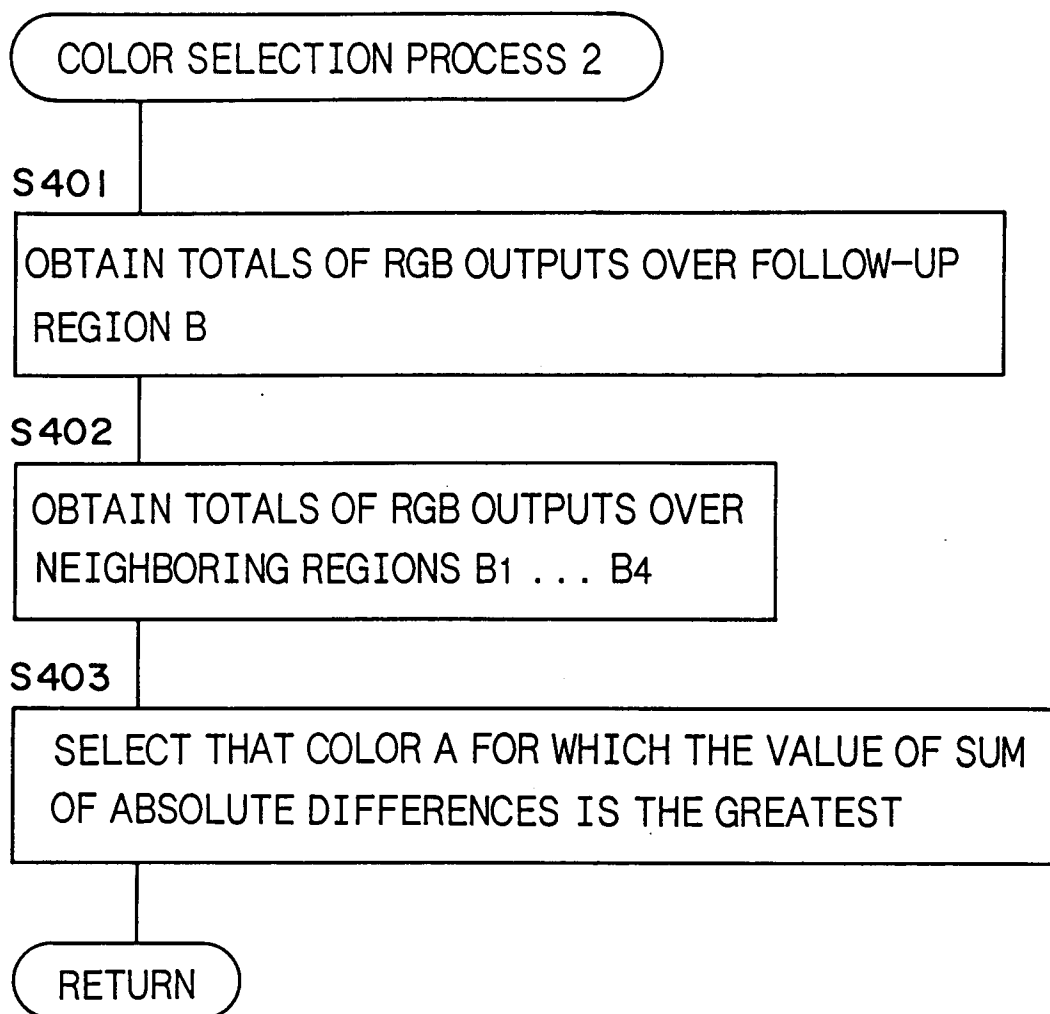 COLOR SELECTION PROCESS 2
S401
OBTAIN TOTALS OF RGB OUTPUTS OVER FOLLOW-UP
REGION B
S402
OBTAIN TOTALS OF RGB OUTPUTS OVER
NEIGHBORING REGIONS B1 ... B4
S403
SELECT THAT COLOR A FOR WHICH THE VALUE OF SUM
OF ABSOLUTE DIFFERENCES IS THE GREATEST
RETURN